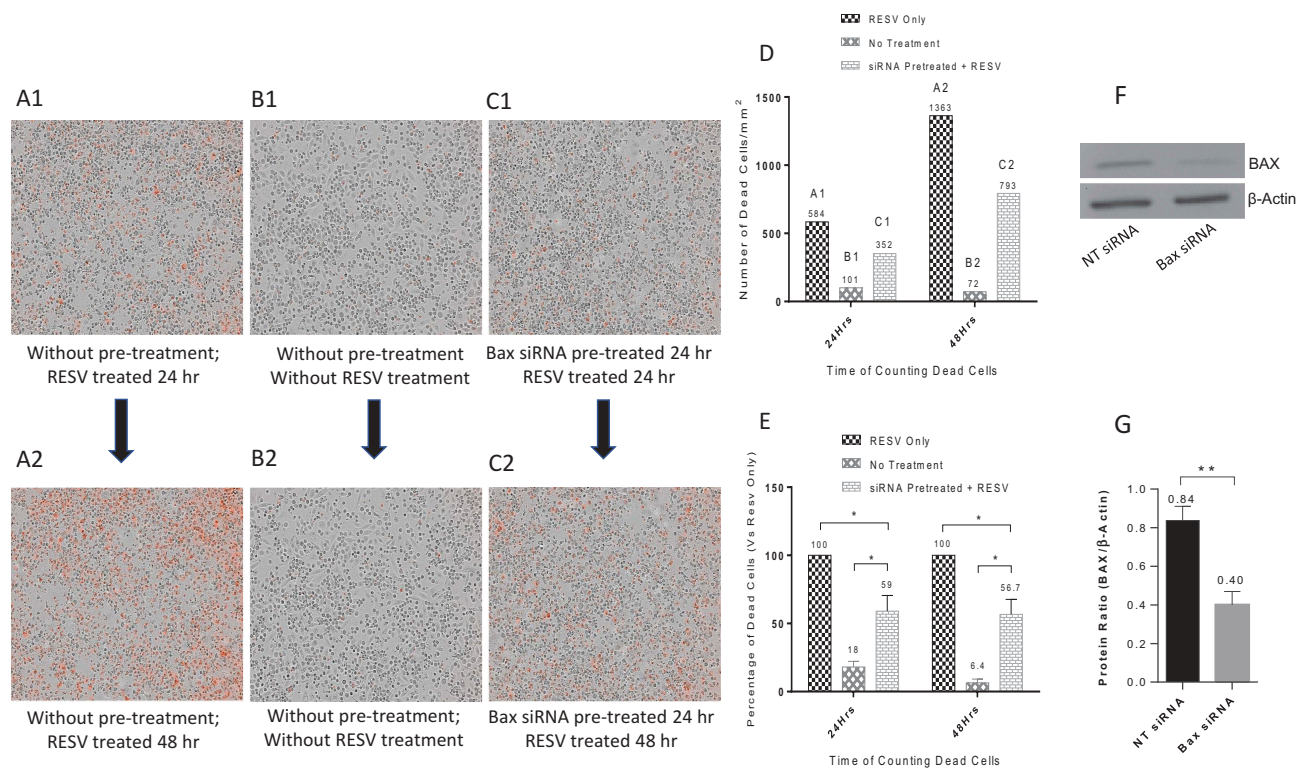 A1
B1
C1
Without pre-treatment;
RESV treated 24 hr
Without pre-treatment
Without RESV treatment
Bax siRNA pre-treated 24 hr
RESV treated 24 hr
A2
B2
C2
Without pre-treatment;
RESV treated 48 hr
Without pre-treatment;
Without RESV treatment
Bax siRNA pre-treated 24 hr
RESV treated 48 hr
D
RESV Only
No Treatment
siRNA Pretreated + RESV
Number of Dead Cells/mm²
1500
1000
500
0
A1
584
B1
101
C1
352
A2
1363
B2
72
C2
793
24Hrs
48Hrs
Time of Counting Dead Cells
E
RESV Only
No Treatment
siRNA Pretreated + RESV
Percentage of Dead Cells (Vs Resv Only)
150
100
50
0
*
*
100
18
59
*
*
100
6.4
56.7
24Hrs
48Hrs
Time of Counting Dead Cells
F
BAX
β-Actin
NT siRNA
Bax siRNA
G
**
Protein Ratio (BAX/β-Actin)
1.0
0.8
0.6
0.4
0.2
0.0
0.84
0.40
NT siRNA
Bax siRNA